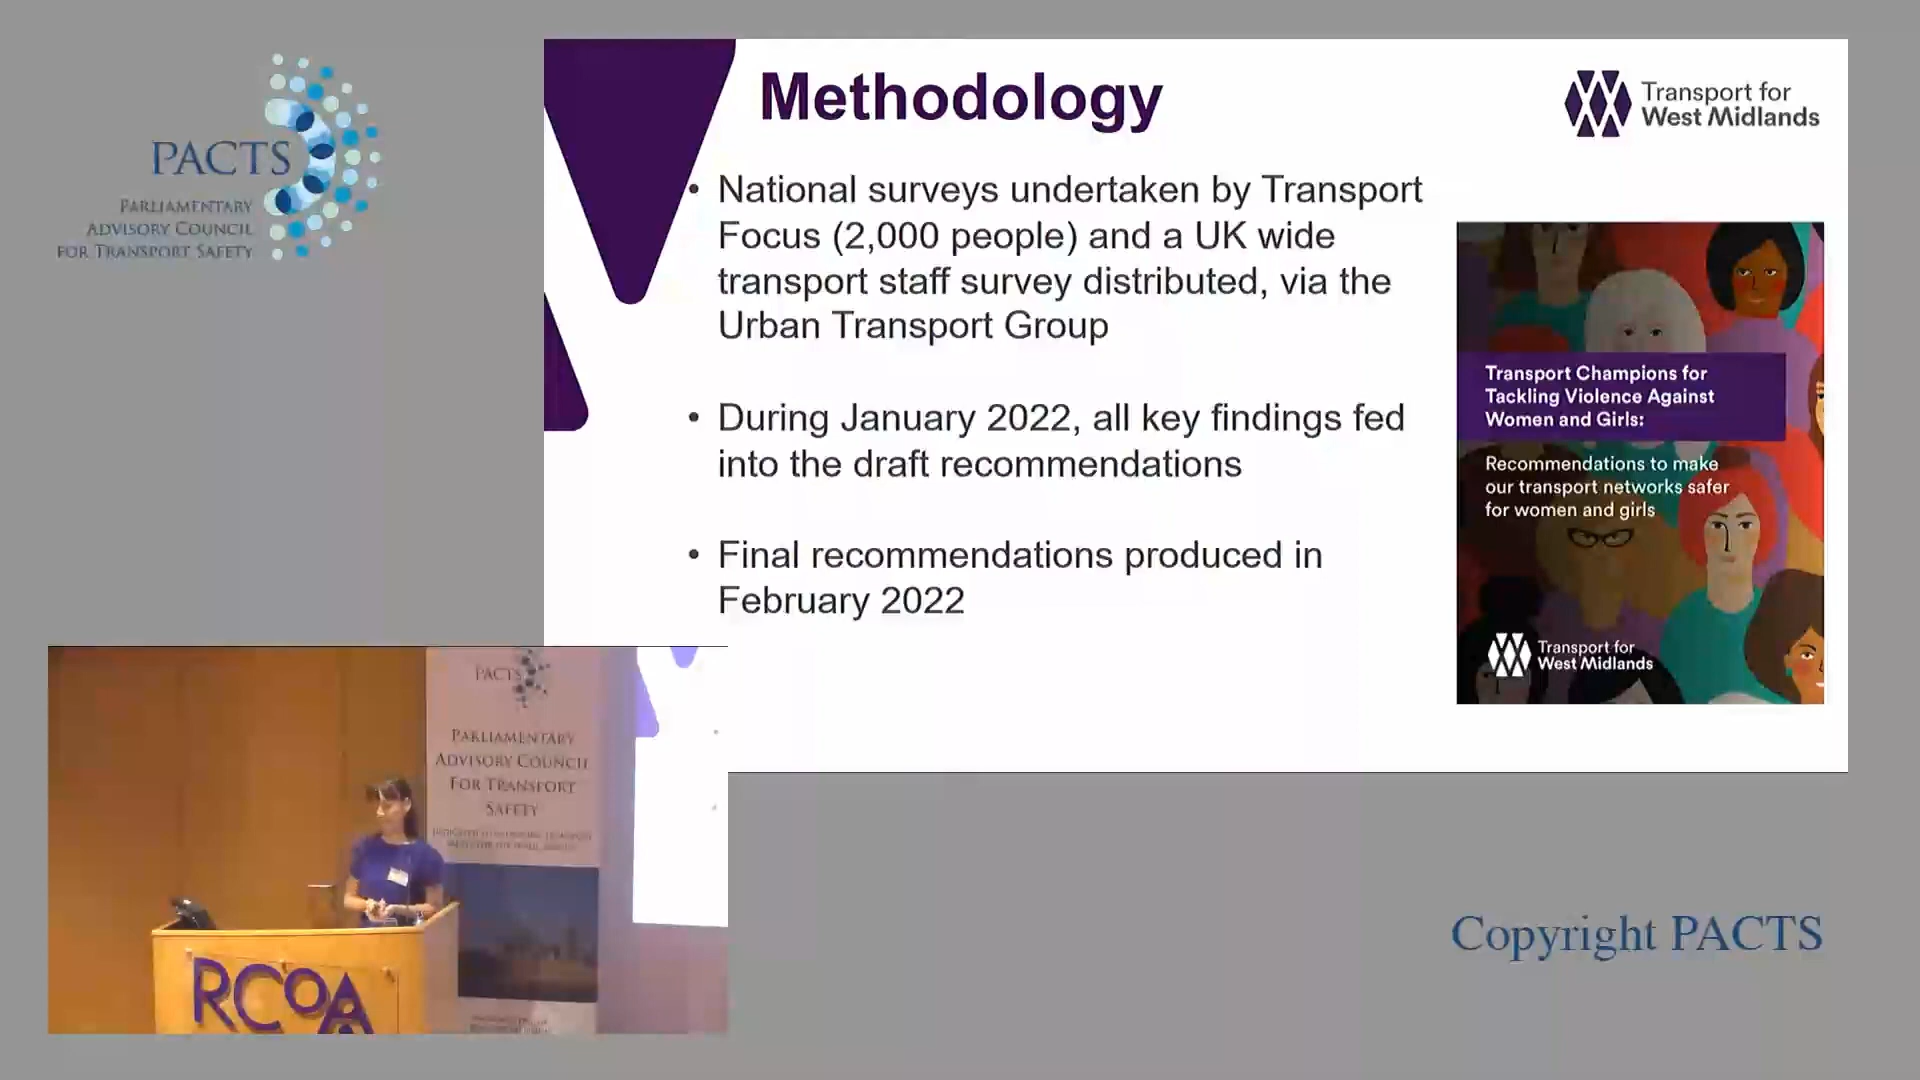 PACTS
PARLIAMENTARY
ADVISORY COUNCIL
FOR TRANSPORT SAFETY
Methodology
Transport for
West Midlands
• National surveys undertaken by Transport
Focus (2,000 people) and a UK wide
transport staff survey distributed, via the
Urban Transport Group
• During January 2022, all key findings fed
into the draft recommendations
• Final recommendations produced in
February 2022
Transport Champions for
Tackling Violence Against
Women and Girls:
Recommendations to make
our transport networks safer
for women and girls
Transport for
West Midlands
PACTS
PARLIAMENTARY
ADVISORY COUNCIL
FOR TRANSPORT
SAFETY
RCOA
Copyright PACTS